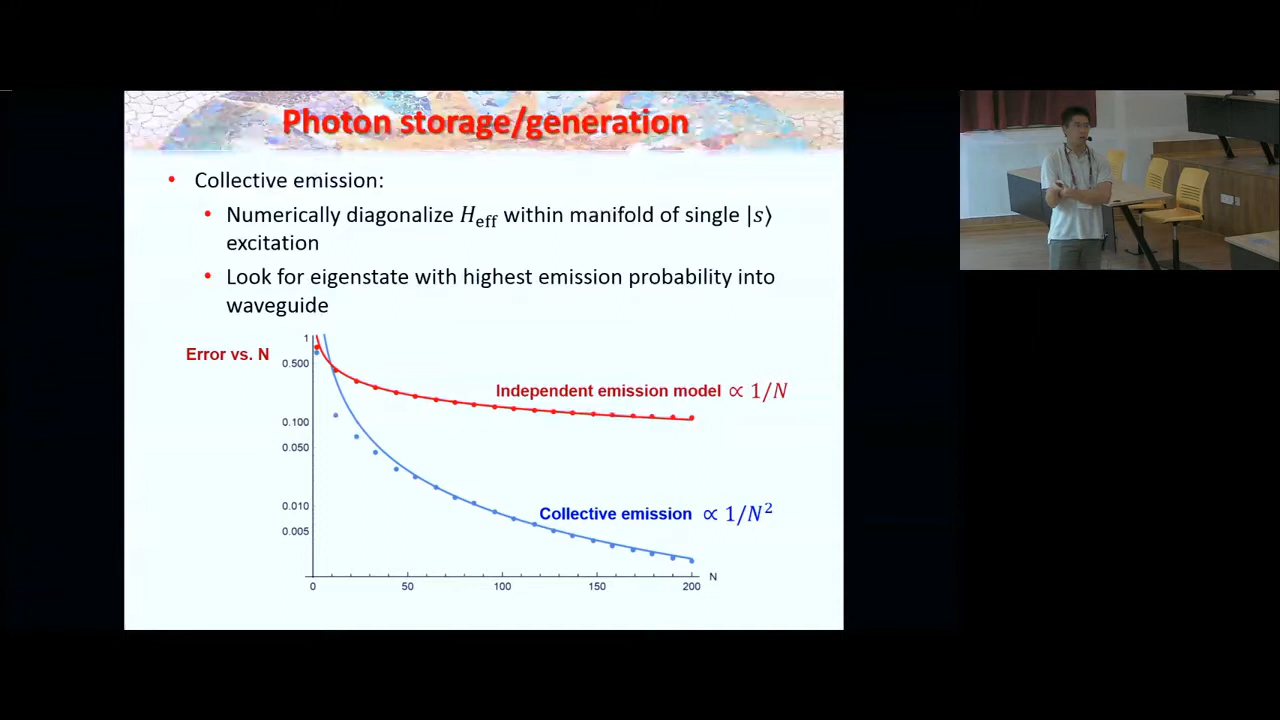 Photon storage/generation
• Collective emission:
• Numerically diagonalize H_eff within manifold of single |s⟩
excitation
• Look for eigenstate with highest emission probability into
waveguide
Error vs. N
1
0.500
0.100
0.050
0.010
0.005
Independent emission model ∝ 1/N
Collective emission ∝ 1/N²
0 50 100 150 200 N